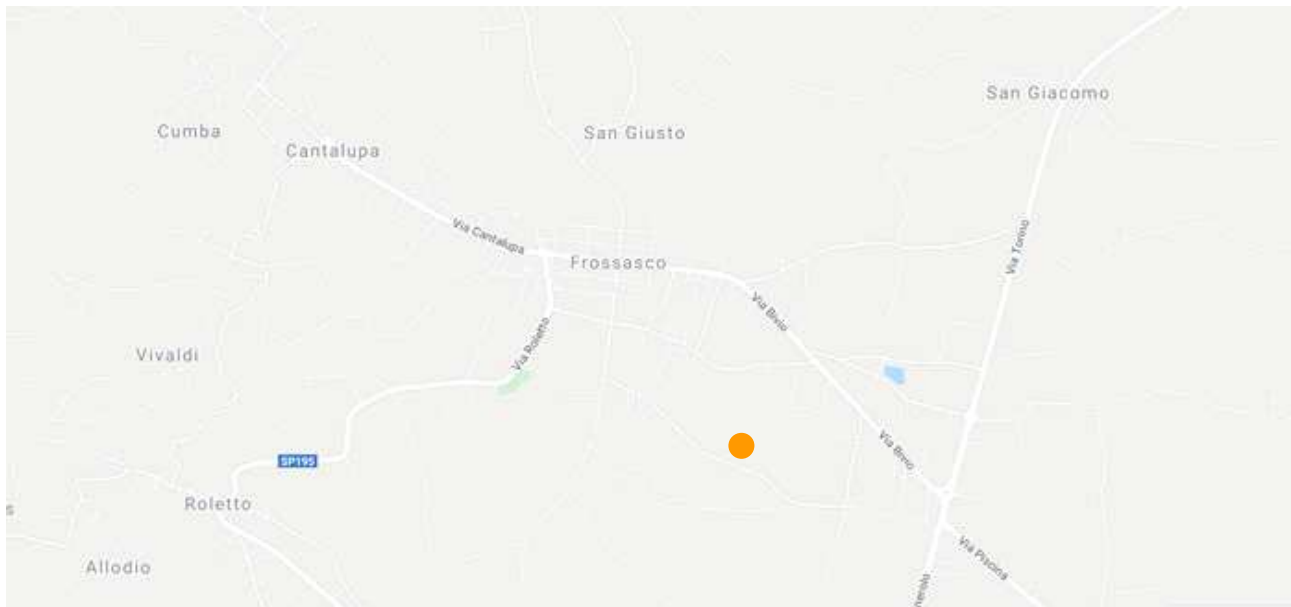 San Giacomo
Cumba
San Giusto
Cantalupa
Via Cantalupa
Via Torino
Frossasco
Via Bivio
Via Roletto
Vivaldi
Via Bivio
SP195
Roletto
Via Piscina
Allodio